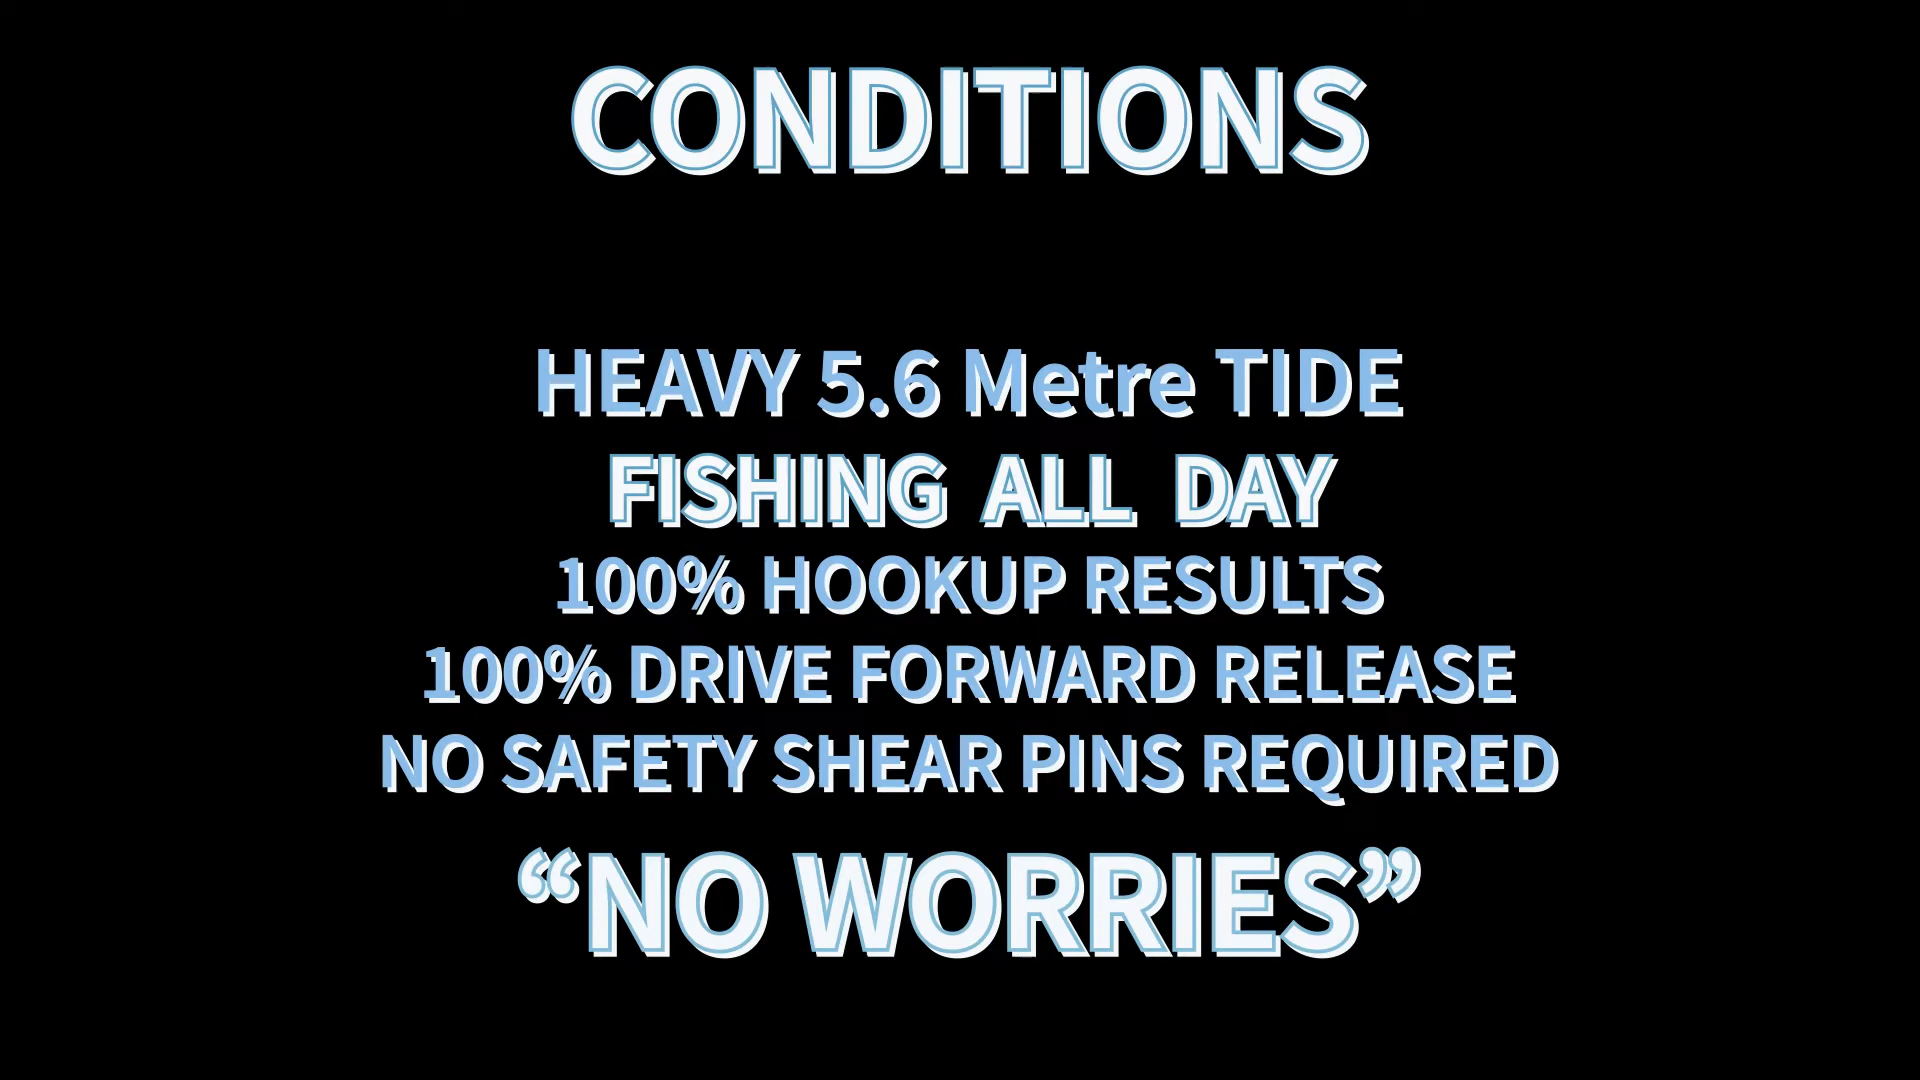 CONDITIONS
HEAVY 5.6 Metre TIDE
FISHING ALL DAY
100% HOOKUP RESULTS
100% DRIVE FORWARD RELEASE
NO SAFETY SHEAR PINS REQUIRED
“NO WORRIES”